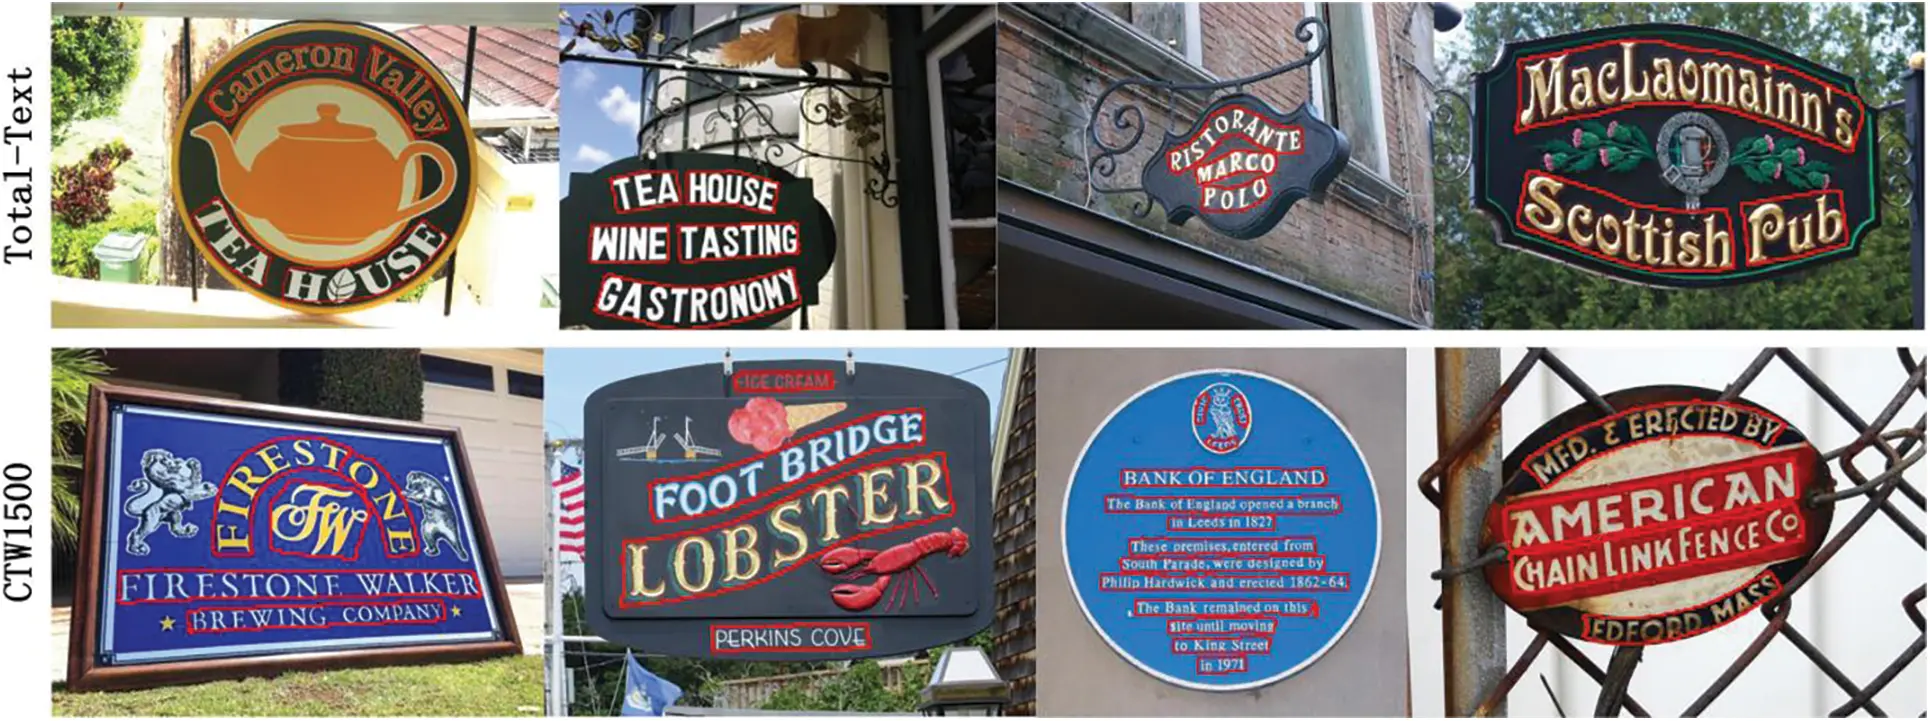 Total-Text
Cameron Valley
TEA HOUSE
TEA HOUSE
WINE TASTING
GASTRONOMY
RISTORANTE
MARCO
POLO
MacLaomainn's
Scottish Pub
CTW1500
FIRESTONE
FW
FIRESTONE WALKER
BREWING COMPANY
ICE CREAM
FOOT BRIDGE
LOBSTER
PERKINS COVE
CIVIC TRUST
LEEDS
BANK OF ENGLAND
The Bank of England opened a branch
in Leeds in 1827
These premises, entered from
South Parade, were designed by
Philip Hardwick and erected 1862-64.
The Bank remained on this
site until moving
to King Street
in 1971
MFD. & ERECTED BY
AMERICAN
CHAIN LINK FENCE CO
EDFORD MASS